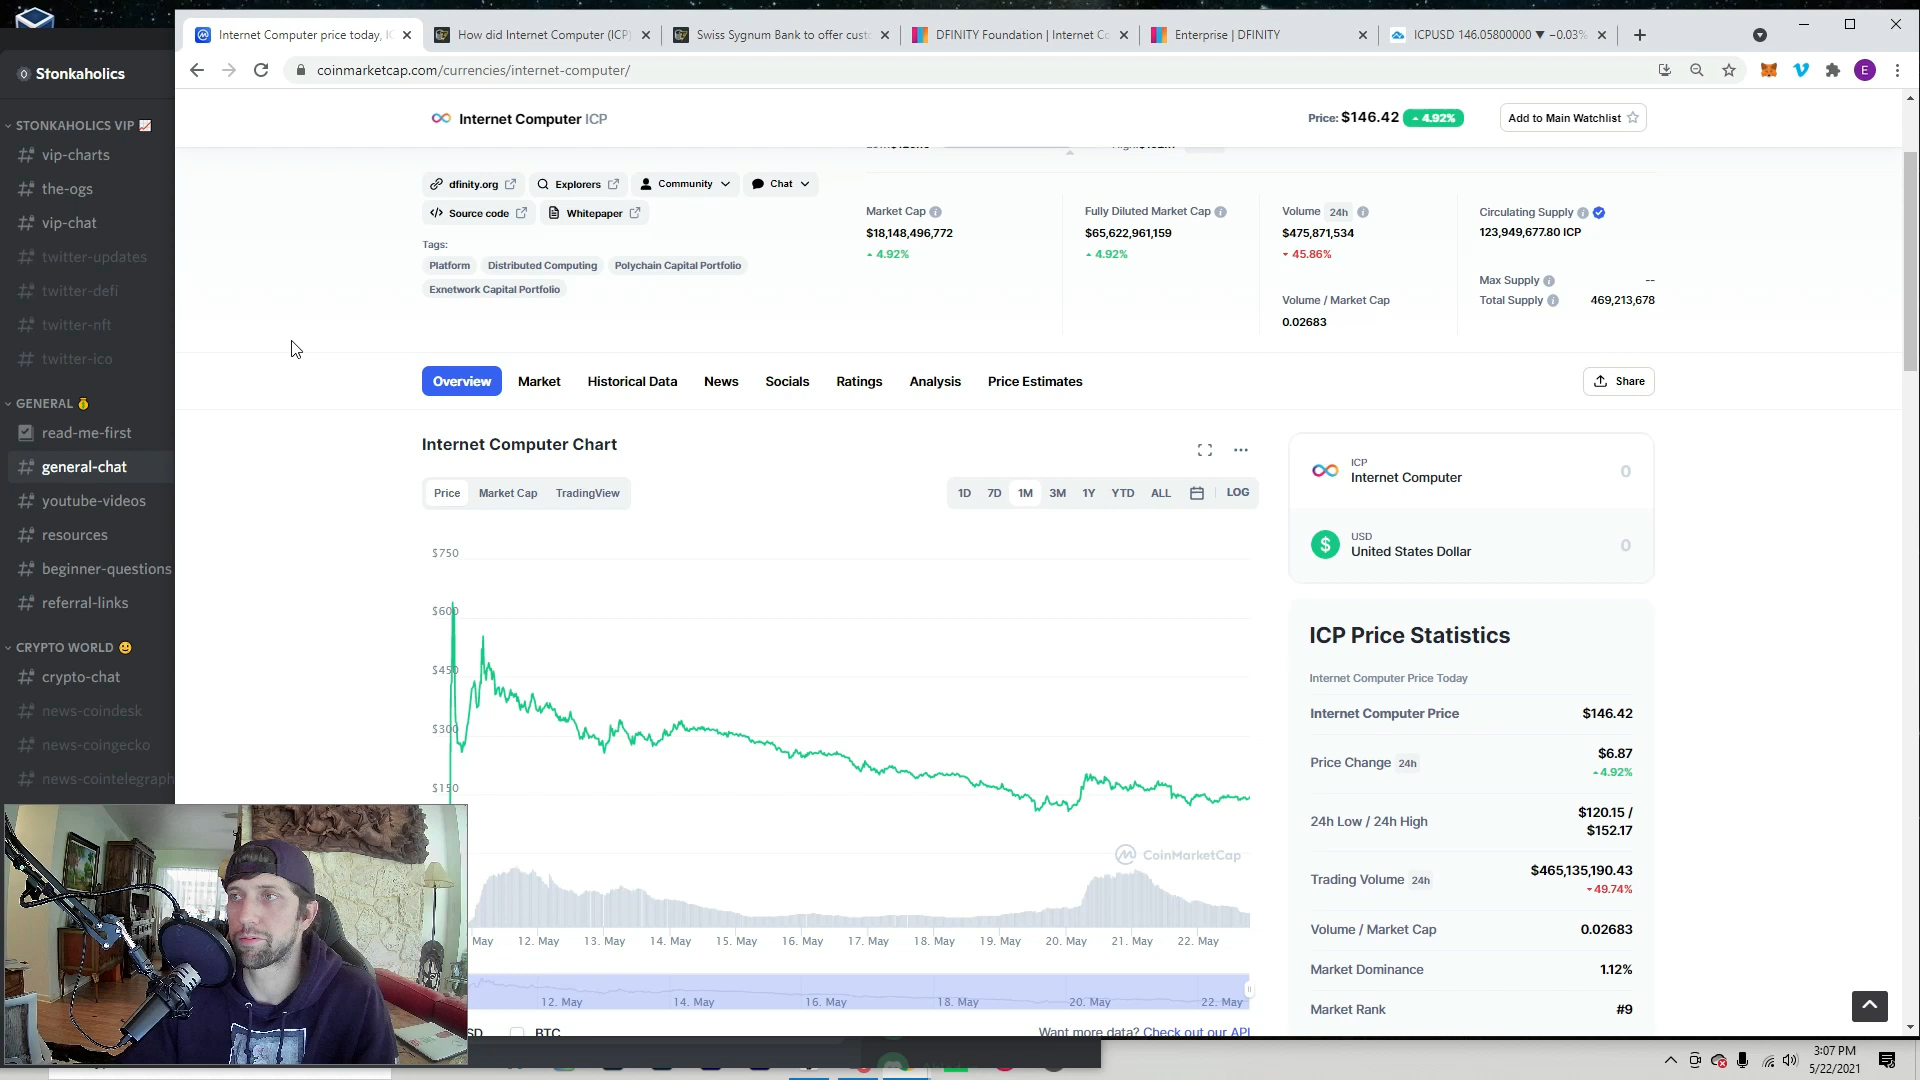 Internet Computer price today, IC
How did Internet Computer (ICP)
Swiss Sygnum Bank to offer custo
DFINITY Foundation | Internet Co
Enterprise | DFINITY
ICPUSD 146.05800000 ▼ −0.03%
coinmarketcap.com/currencies/internet-computer/
E
Stonkaholics
STONKAHOLICS VIP
vip-charts
the-ogs
vip-chat
twitter-updates
twitter-defi
twitter-nft
twitter-ico
GENERAL
read-me-first
general-chat
youtube-videos
resources
beginner-questions
referral-links
CRYPTO WORLD
crypto-chat
news-coindesk
news-coingecko
news-cointelegraph
Internet Computer ICP
Price: $146.42 4.92%
Add to Main Watchlist
dfinity.org
Explorers
Community
Chat
Source code
Whitepaper
Tags:
Platform
Distributed Computing
Polychain Capital Portfolio
Exnetwork Capital Portfolio
Market Cap
$18,148,496,772
4.92%
Fully Diluted Market Cap
$65,622,961,159
4.92%
Volume 24h
$475,871,534
45.86%
Volume / Market Cap
0.02683
Circulating Supply
123,949,677.80 ICP
Max Supply --
Total Supply 469,213,678
Overview
Market
Historical Data
News
Socials
Ratings
Analysis
Price Estimates
Share
Internet Computer Chart
Price
Market Cap
TradingView
1D
7D
1M
3M
1Y
YTD
ALL
LOG
$750
$600
$450
$300
$150
CoinMarketCap
May
12. May
13. May
14. May
15. May
16. May
17. May
18. May
19. May
20. May
21. May
22. May
12. May
14. May
16. May
18. May
20. May
22. May
SD
BTC
Want more data? Check out our API
ICP
Internet Computer
0
USD
United States Dollar
0
ICP Price Statistics
Internet Computer Price Today
Internet Computer Price $146.42
Price Change 24h
$6.87
4.92%
24h Low / 24h High
$120.15 /
$152.17
Trading Volume 24h
$465,135,190.43
49.74%
Volume / Market Cap 0.02683
Market Dominance 1.12%
Market Rank #9
3:07 PM
5/22/2021